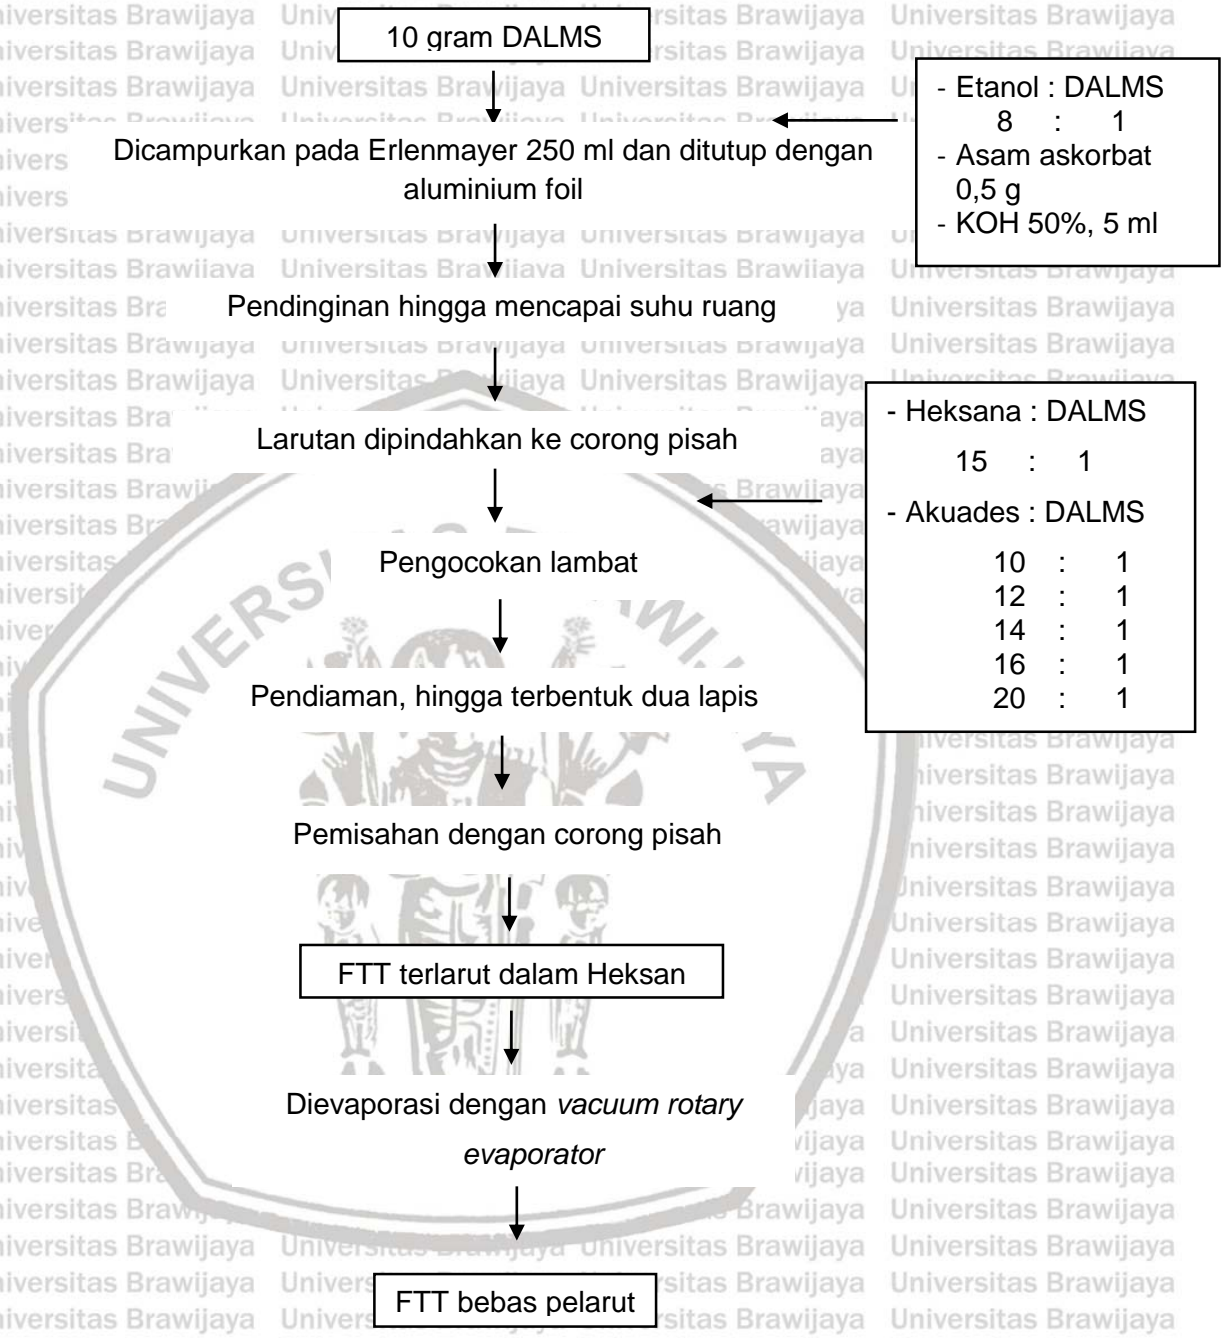 10 gram DALMS
- Etanol : DALMS
8 : 1
- Asam askorbat
0,5 g
- KOH 50%, 5 ml
Dicampurkan pada Erlenmayer 250 ml dan ditutup dengan
aluminium foil
Pendinginan hingga mencapai suhu ruang
Larutan dipindahkan ke corong pisah
- Heksana : DALMS
15 : 1
- Akuades : DALMS
10 : 1
12 : 1
14 : 1
16 : 1
20 : 1
Pengocokan lambat
Pendiaman, hingga terbentuk dua lapis
Pemisahan dengan corong pisah
FTT terlarut dalam Heksan
Dievaporasi dengan vacuum rotary
evaporator
FTT bebas pelarut